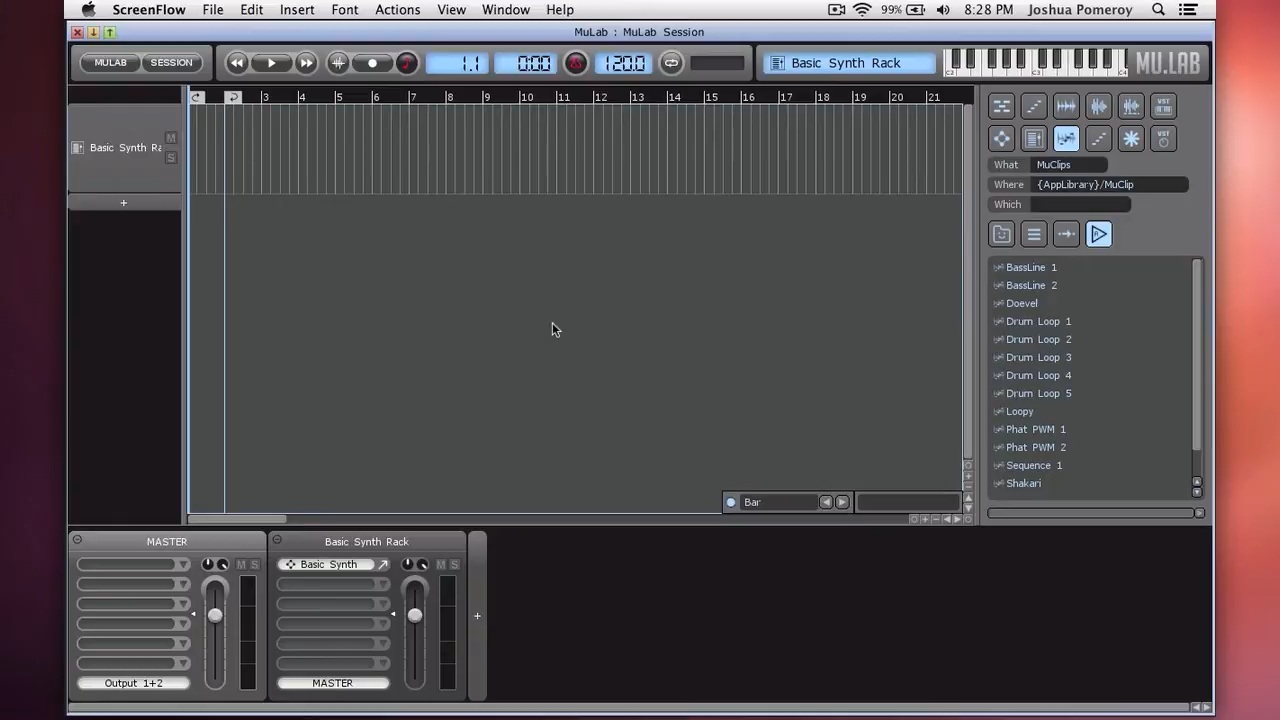 ScreenFlow File Edit Insert Font Actions View Window Help 99% 8:28 PM Joshua Pomeroy
MuLab : MuLab Session
MULAB SESSION 1.1 0:00 120.0 Basic Synth Rack C2 C3 C4 MU.LAB
3 4 5 6 7 8 9 10 11 12 13 14 15 16 17 18 19 20 21
VST
Basic Synth Ra M
S
VST
What MuClips
Where {AppLibrary}/MuClip
Which
+
BassLine 1
BassLine 2
Doevel
Drum Loop 1
Drum Loop 2
Drum Loop 3
Drum Loop 4
Drum Loop 5
Loopy
Phat PWM 1
Phat PWM 2
Sequence 1
Shakari
Bar
MASTER Basic Synth Rack
M S Basic Synth M S
+
Output 1+2 MASTER